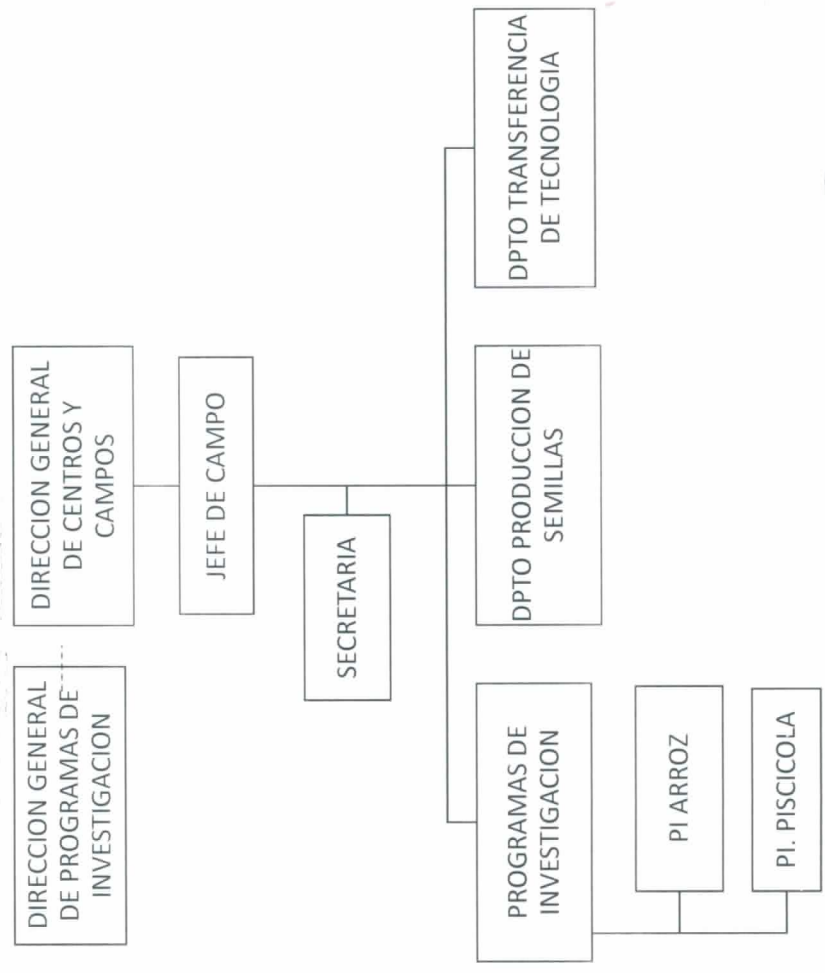 DIRECCION GENERAL
DE PROGRAMAS DE
INVESTIGACION
DIRECCION GENERAL
DE CENTROS Y
CAMPOS
JEFE DE CAMPO
SECRETARIA
PROGRAMAS DE
INVESTIGACION
DPTO PRODUCCION DE
SEMILLAS
DPTO TRANSFERENCIA
DE TECNOLOGIA
PI ARROZ
PI. PISCICOLA